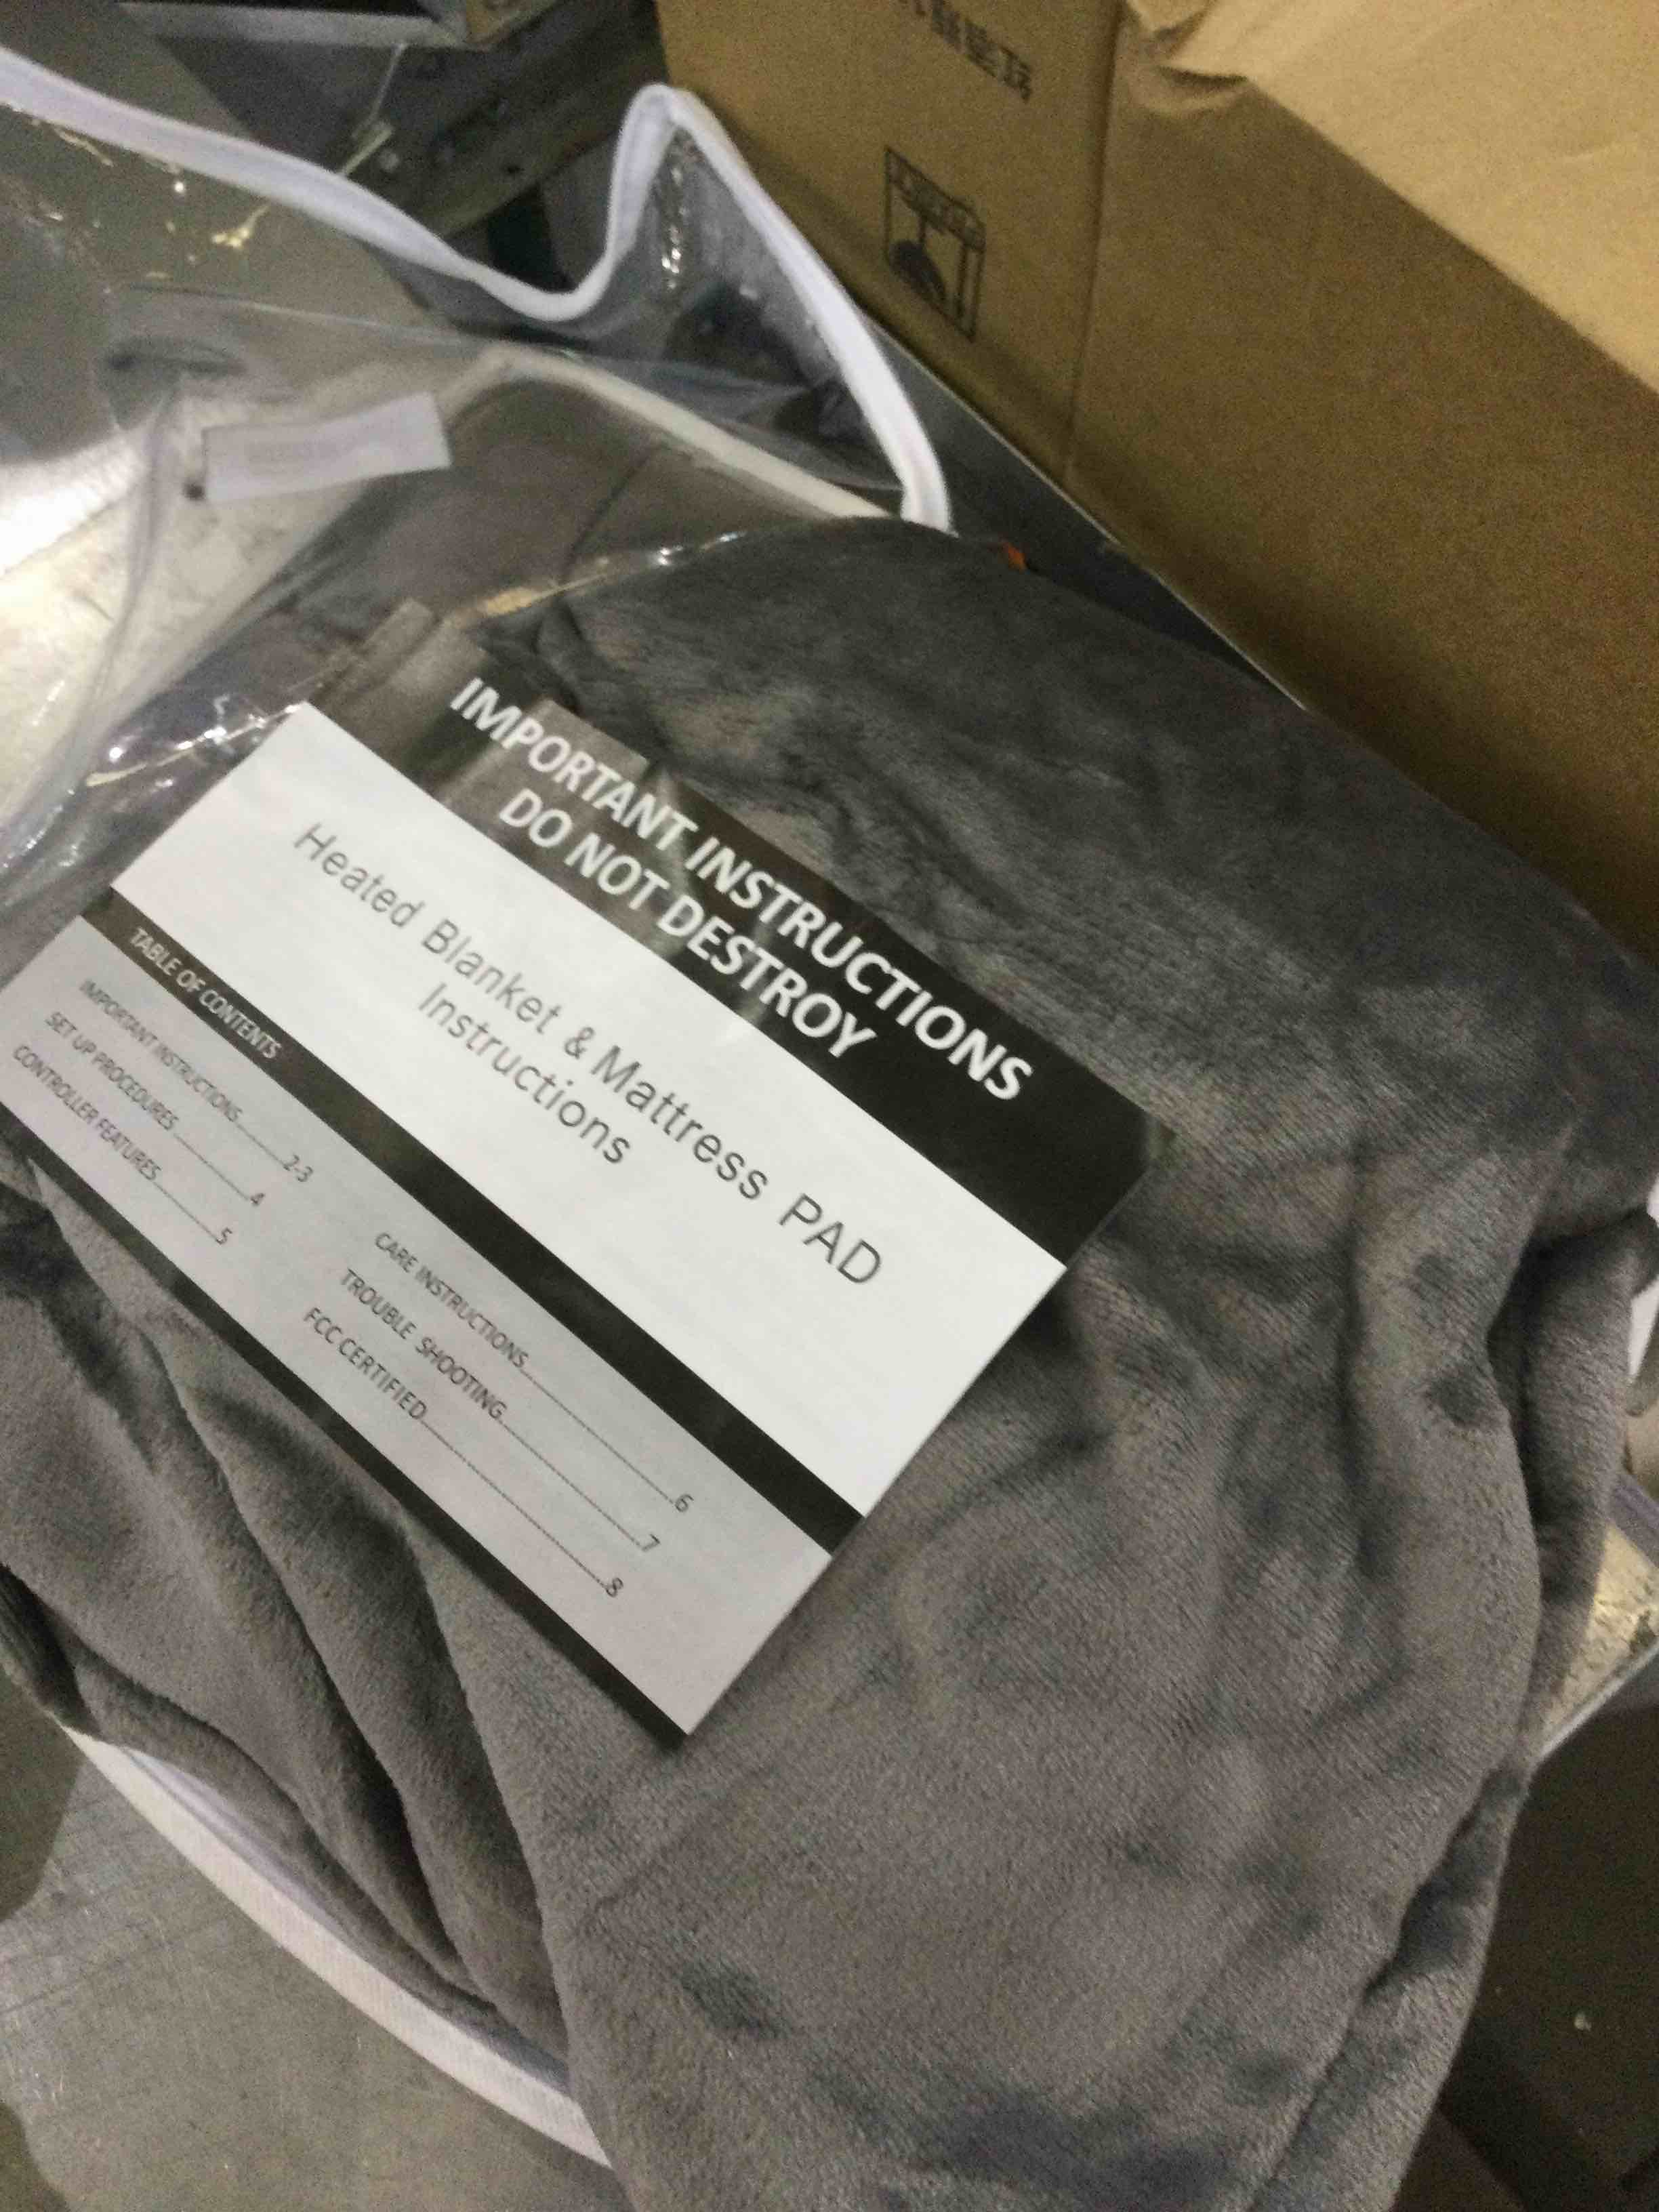 IMPORTANT INSTRUCTIONS
DO NOT DESTROY
Heated Blanket & Mattress PAD
Instructions
TABLE OF CONTENTS
IMPORTANT INSTRUCTIONS..........2-3
SET UP PROCEDURES..........4
CONTROLLER FEATURES..........5
CARE INSTRUCTIONS..........6
TROUBLE SHOOTING..........7
FCC CERTIFIED..........8